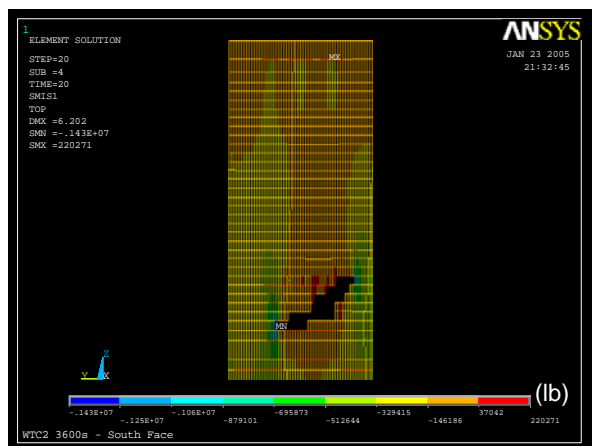 1
ANSYS
ELEMENT SOLUTION
JAN 23 2005
21:32:45
STEP=20
SUB =4
TIME=20
SMIS1
TOP
DMX =6.202
SMN =-.143E+07
SMX =220271
MX
MN
Z
Y X
(lb)
-.143E+07 -.106E+07 -695873 -329415 37042
-.125E+07 -879101 -512644 -146186 220271
WTC2 3600s - South Face